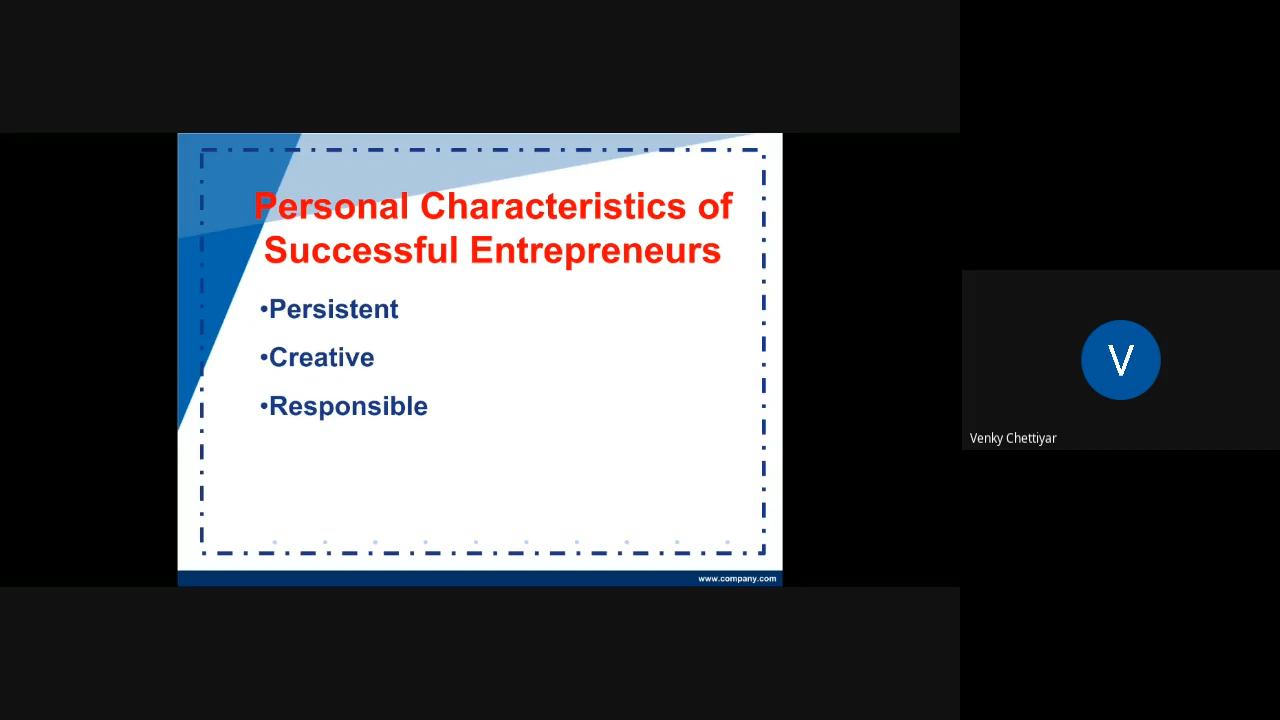 Personal Characteristics of
Successful Entrepreneurs
•Persistent
•Creative
•Responsible
www.company.com
V
Venky Chettiyar